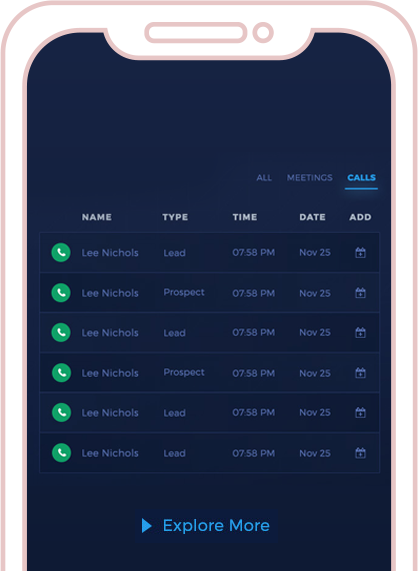 ALL MEETINGS CALLS
NAME TYPE TIME DATE ADD
Lee Nichols Lead 07:58 PM Nov 25
Lee Nichols Prospect 07:58 PM Nov 25
Lee Nichols Lead 07:58 PM Nov 25
Lee Nichols Prospect 07:58 PM Nov 25
Lee Nichols Lead 07:58 PM Nov 25
Lee Nichols Lead 07:58 PM Nov 25
Explore More